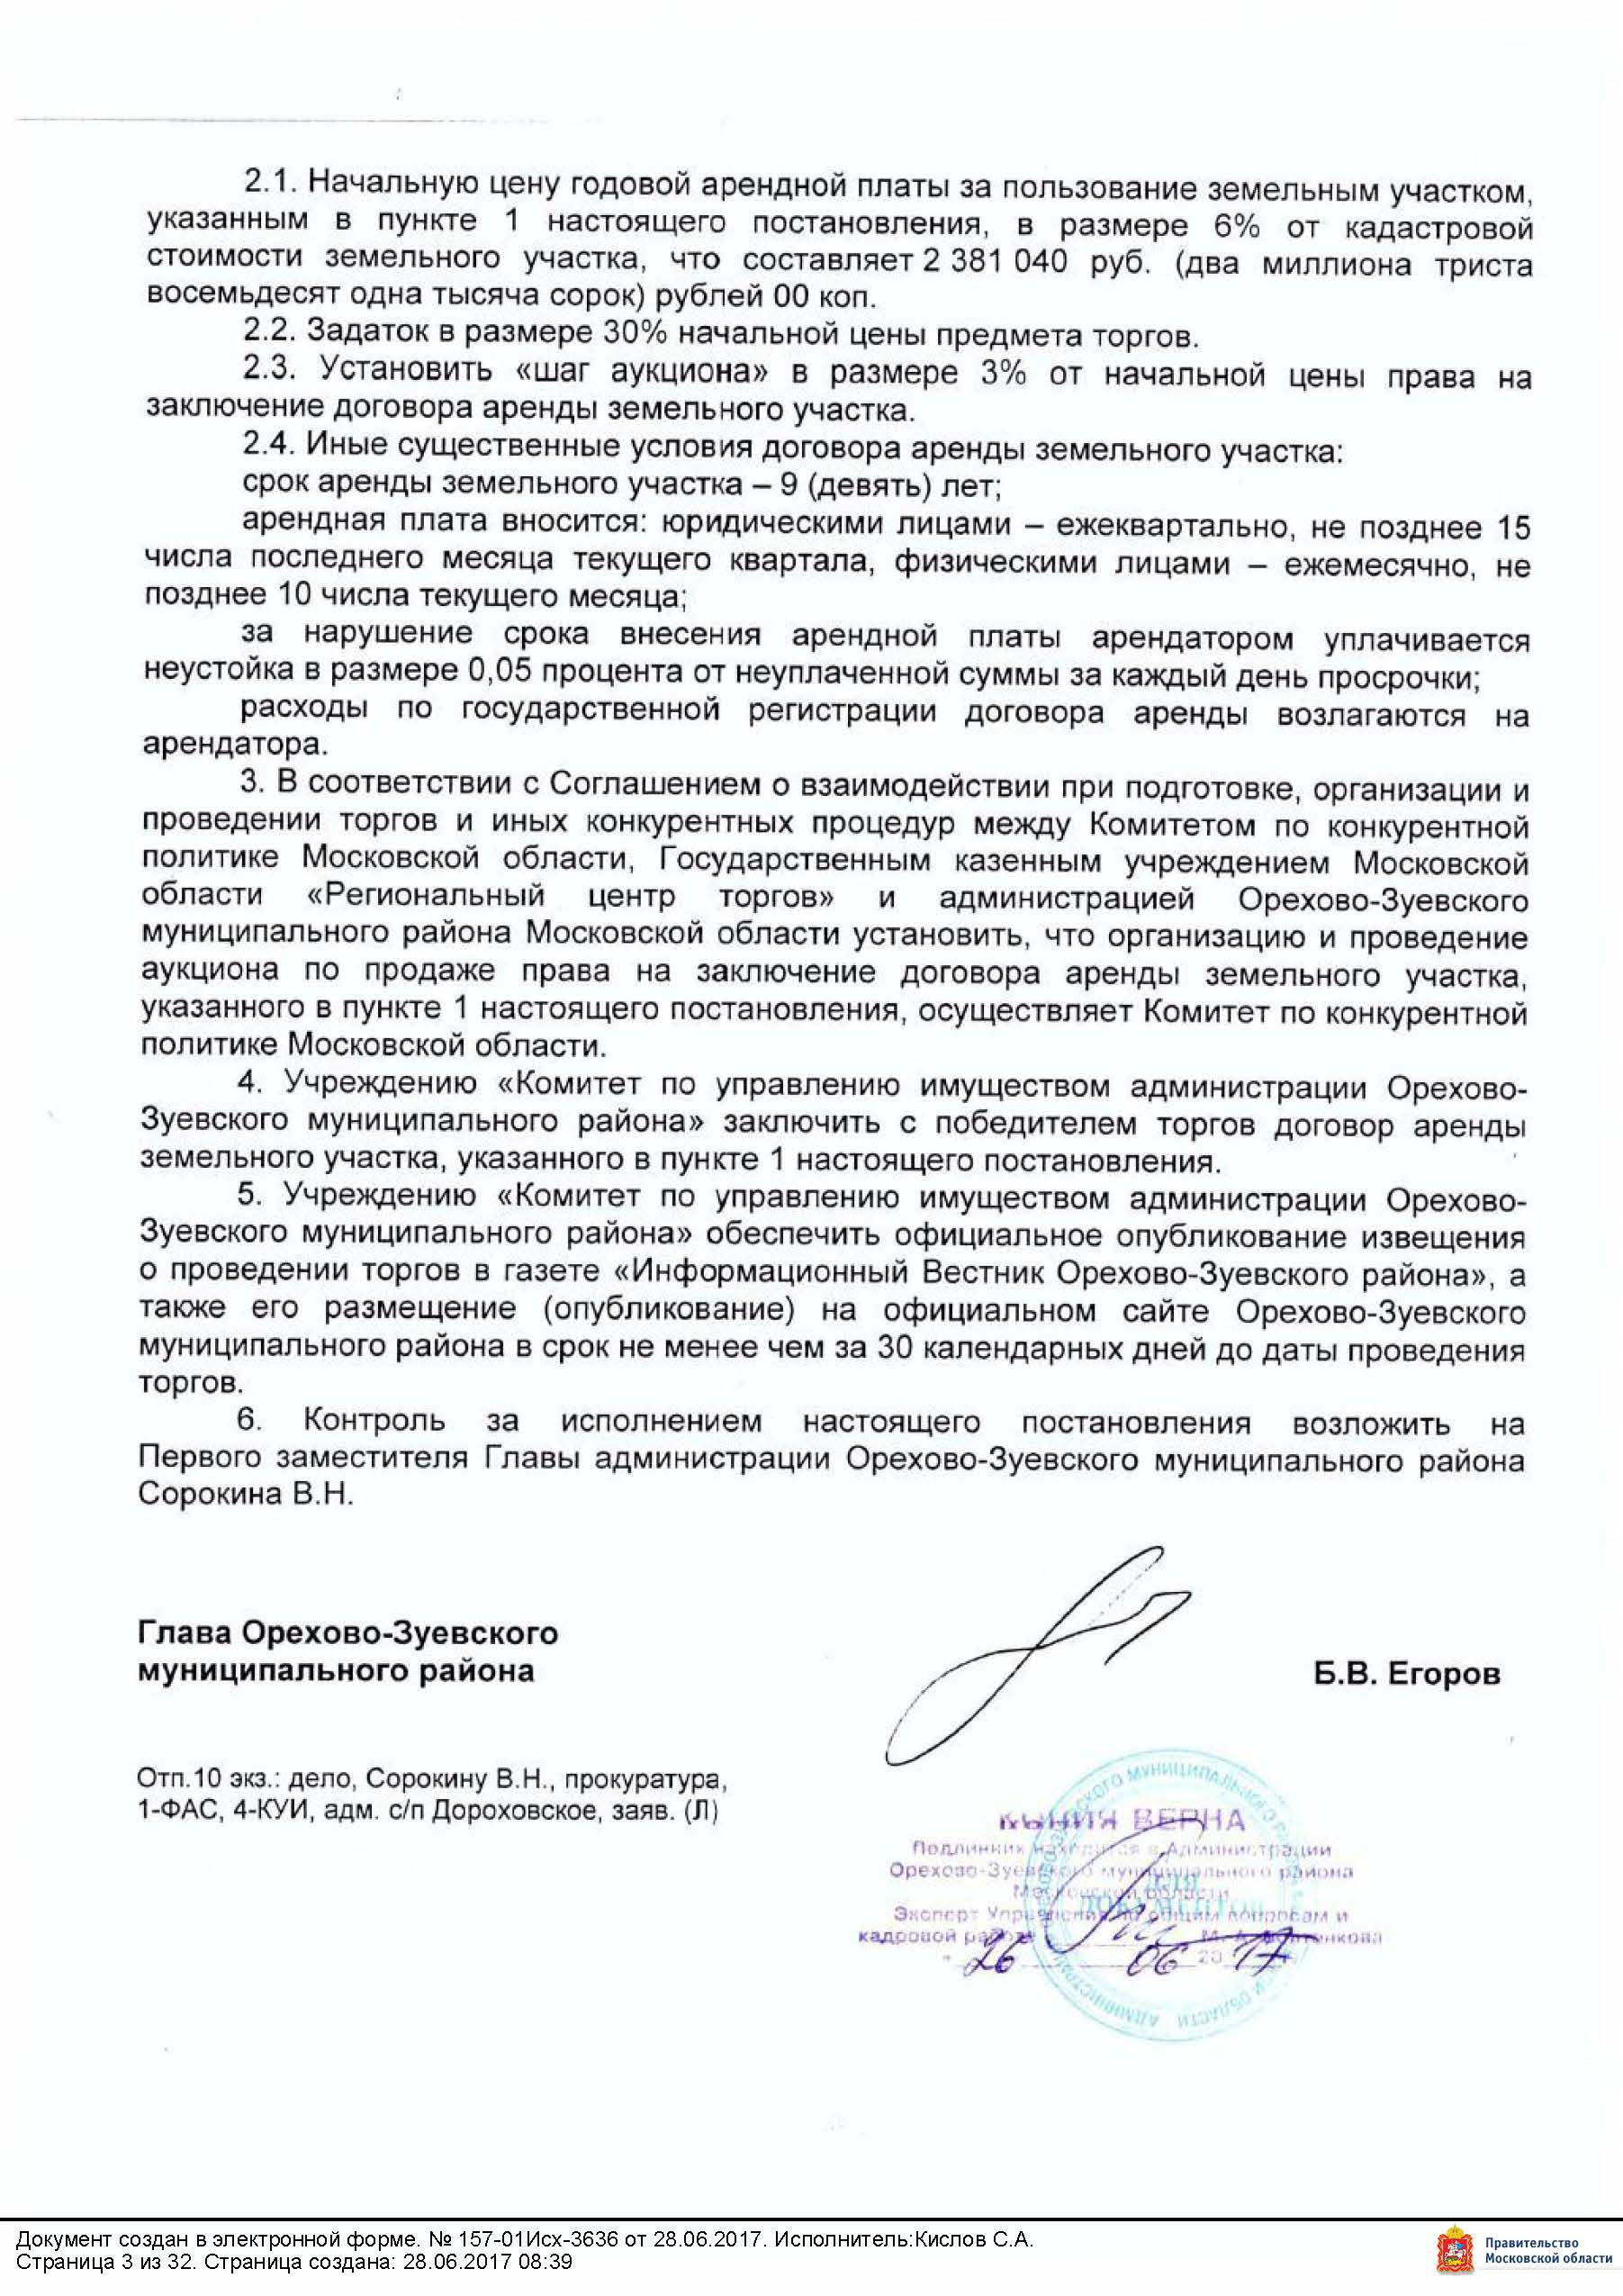 2.1. Начальную цену годовой арендной платы за пользование земельным участком,
указанным в пункте 1 настоящего постановления, в размере 6% от кадастровой
стоимости земельного участка, что составляет 2 381 040 руб. (два миллиона триста
восемьдесят одна тысяча сорок) рублей 00 коп.
2.2. Задаток в размере 30% начальной цены предмета торгов.
2.3. Установить «шаг аукциона» в размере 3% от начальной цены права на
заключение договора аренды земельного участка.
2.4. Иные существенные условия договора аренды земельного участка:
срок аренды земельного участка – 9 (девять) лет;
арендная плата вносится: юридическими лицами – ежеквартально, не позднее 15
числа последнего месяца текущего квартала, физическими лицами – ежемесячно, не
позднее 10 числа текущего месяца;
за нарушение срока внесения арендной платы арендатором уплачивается
неустойка в размере 0,05 процента от неуплаченной суммы за каждый день просрочки;
расходы по государственной регистрации договора аренды возлагаются на
арендатора.
3. В соответствии с Соглашением о взаимодействии при подготовке, организации и
проведении торгов и иных конкурентных процедур между Комитетом по конкурентной
политике Московской области, Государственным казенным учреждением Московской
области «Региональный центр торгов» и администрацией Орехово-Зуевского
муниципального района Московской области установить, что организацию и проведение
аукциона по продаже права на заключение договора аренды земельного участка,
указанного в пункте 1 настоящего постановления, осуществляет Комитет по конкурентной
политике Московской области.
4. Учреждению «Комитет по управлению имуществом администрации Орехово-
Зуевского муниципального района» заключить с победителем торгов договор аренды
земельного участка, указанного в пункте 1 настоящего постановления.
5. Учреждению «Комитет по управлению имуществом администрации Орехово-
Зуевского муниципального района» обеспечить официальное опубликование извещения
о проведении торгов в газете «Информационный Вестник Орехово-Зуевского района», а
также его размещение (опубликование) на официальном сайте Орехово-Зуевского
муниципального района в срок не менее чем за 30 календарных дней до даты проведения
торгов.
6. Контроль за исполнением настоящего постановления возложить на
Первого заместителя Главы администрации Орехово-Зуевского муниципального района
Сорокина В.Н.
Глава Орехово-Зуевского
муниципального района
Б.В. Егоров
Отп.10 экз.: дело, Сорокину В.Н., прокуратура,
1-ФАС, 4-КУИ, адм. с/п Дороховское, заяв. (Л)
КОПИЯ ВЕРНА
Подлинник находится в Администрации
Орехово-Зуевского муниципального района
Московской области
Эксперт Управления по общим вопросам и
кадровой работе М. А.
26 06 20 17
ДЛЯ
ДОКУМЕНТОВ
Документ создан в электронной форме. № 157-01Исх-3636 от 28.06.2017. Исполнитель:Кислов С.А.
Страница 3 из 32. Страница создана: 28.06.2017 08:39
Правительство
Московской области